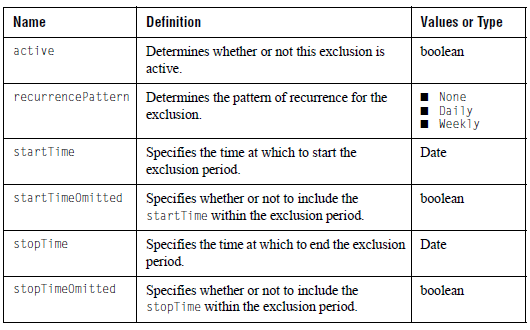 Name Definition Values or Type
active Determines whether or not this exclusion is boolean
active.
recurrencePattern Determines the pattern of recurrence for the ■ None
exclusion. ■ Daily
■ Weekly
startTime Specifies the time at which to start the Date
exclusion period.
startTimeOmitted Specifies whether or not to include the boolean
startTime within the exclusion period.
stopTime Specifies the time at which to end the exclusion Date
period.
stopTimeOmitted Specifies whether or not to include the boolean
stopTime within the exclusion period.